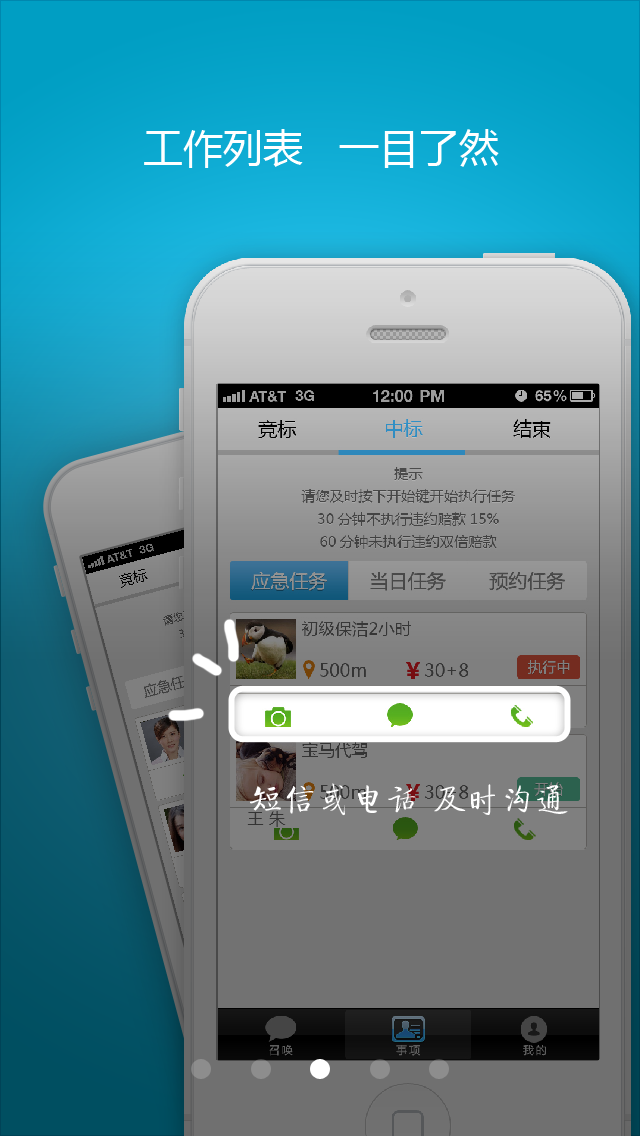 工作列表 一目了然
AT&T 3G 12:00 PM 65%
竞标 中标 结束
提示
请您及时按下开始键开始执行任务
30 分钟不执行违约赔款 15%
60 分钟未执行违约双倍赔款
应急任务 当日任务 预约任务
初级保洁2小时
500m ¥30+8 执行中
宝马代驾
500m ¥30+8 开始
短信或电话 及时沟通
王 朱
召唤 事项 我的
AT&T 3G
竞标
应急任